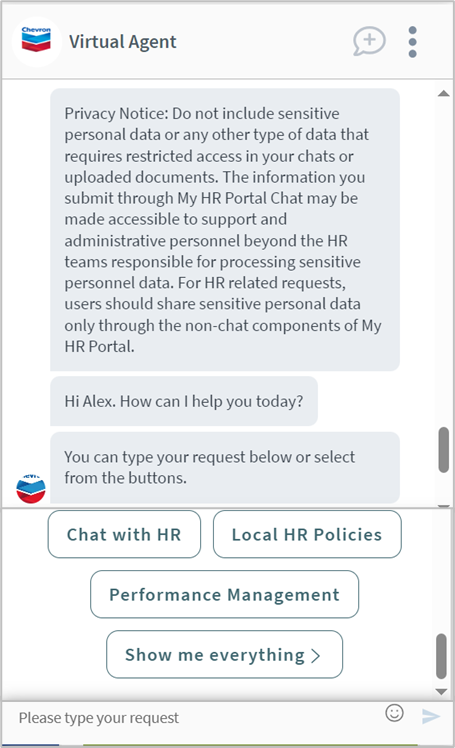 Chevron
Virtual Agent
Privacy Notice: Do not include sensitive
personal data or any other type of data that
requires restricted access in your chats or
uploaded documents. The information you
submit through My HR Portal Chat may be
made accessible to support and
administrative personnel beyond the HR
teams responsible for processing sensitive
personnel data. For HR related requests,
users should share sensitive personal data
only through the non-chat components of My
HR Portal.
Hi Alex. How can I help you today?
You can type your request below or select
from the buttons.
Chat with HR
Local HR Policies
Performance Management
Show me everything >
Please type your request